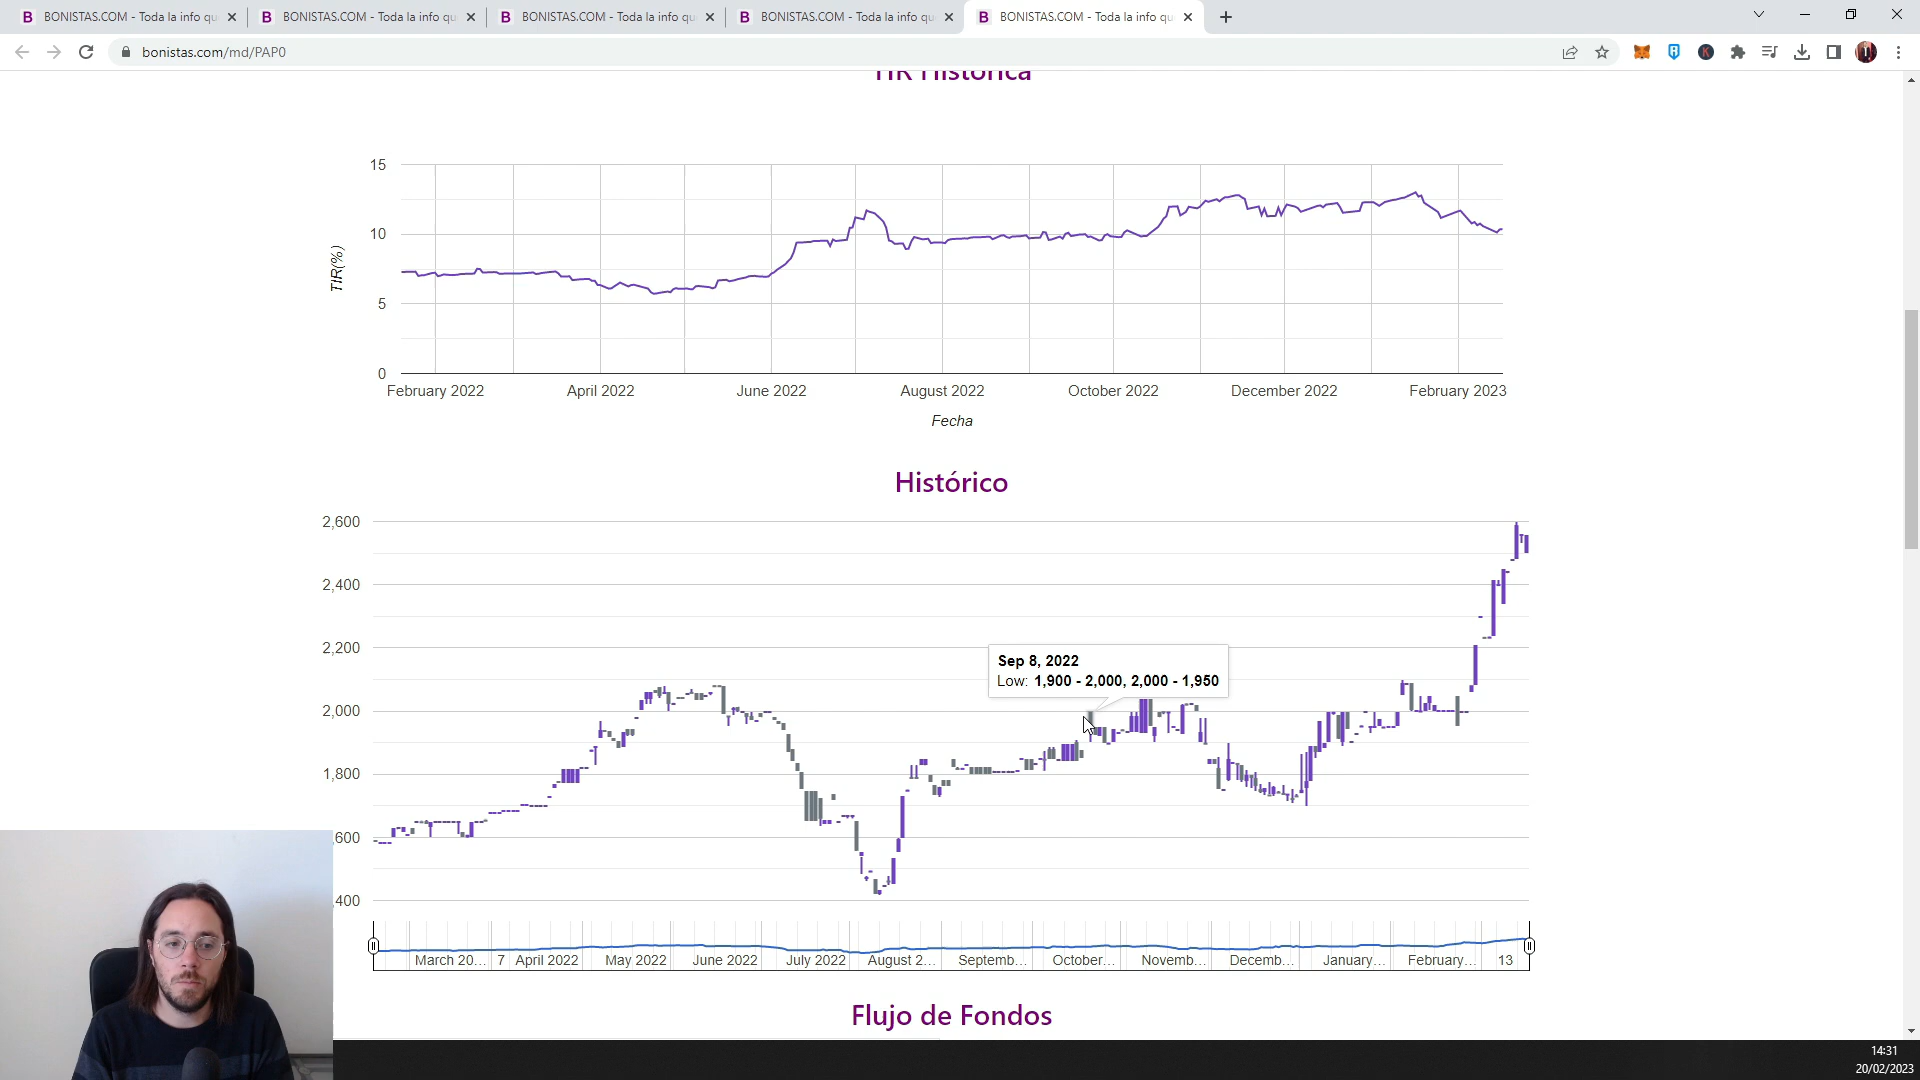 BONISTAS.COM - Toda la info qu
BONISTAS.COM - Toda la info qu
BONISTAS.COM - Toda la info qu
BONISTAS.COM - Toda la info qu
BONISTAS.COM - Toda la info qu
bonistas.com/md/PAP0
TIR Histórica
15
10
5
0
TIR(%)
February 2022
April 2022
June 2022
August 2022
October 2022
December 2022
February 2023
Fecha
Histórico
2,600
2,400
2,200
2,000
1,800
,600
,400
Sep 8, 2022
Low: 1,900 - 2,000, 2,000 - 1,950
March 20...
7
April 2022
May 2022
June 2022
July 2022
August 2...
Septemb...
October...
Novemb...
Decemb...
January...
February...
13
Flujo de Fondos
14:31
20/02/2023